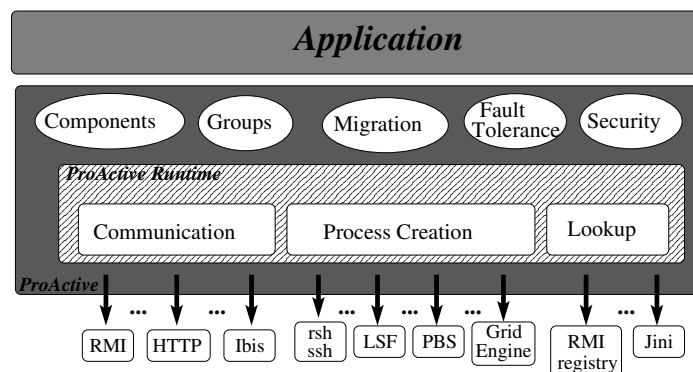 Application
Components
Groups
Migration
Fault
Tolerance
Security
ProActive Runtime
Communication
Process Creation
Lookup
ProActive
... ... ... ... ... ...
RMI
HTTP
Ibis
rsh
ssh
LSF
PBS
Grid
Engine
RMI
registry
Jini